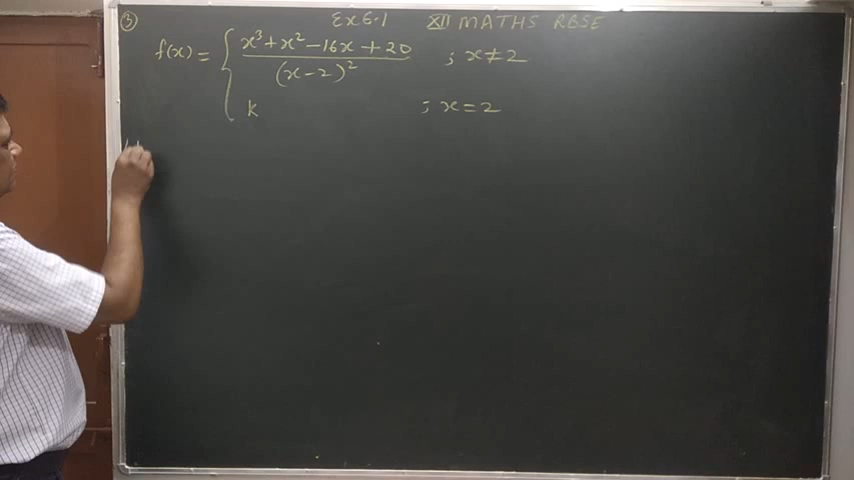 ③ Ex 6.1 XII MATHS RBSE
f(x) = { x³+x²-16x+20 / (x-2)² ; x≠2
k ; x=2